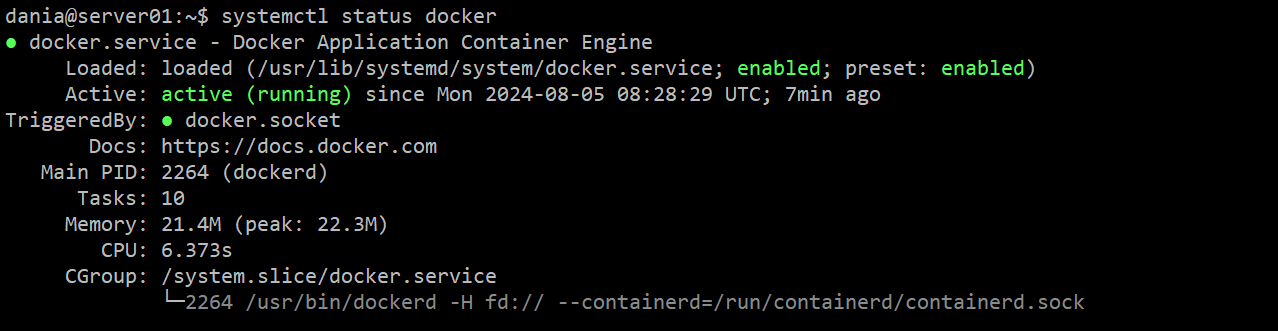 dania@server01:~$ systemctl status docker
● docker.service - Docker Application Container Engine
     Loaded: loaded (/usr/lib/systemd/system/docker.service; enabled; preset: enabled)
     Active: active (running) since Mon 2024-08-05 08:28:29 UTC; 7min ago
TriggeredBy: ● docker.socket
       Docs: https://docs.docker.com
   Main PID: 2264 (dockerd)
      Tasks: 10
     Memory: 21.4M (peak: 22.3M)
        CPU: 6.373s
     CGroup: /system.slice/docker.service
             └─2264 /usr/bin/dockerd -H fd:// --containerd=/run/containerd/containerd.sock